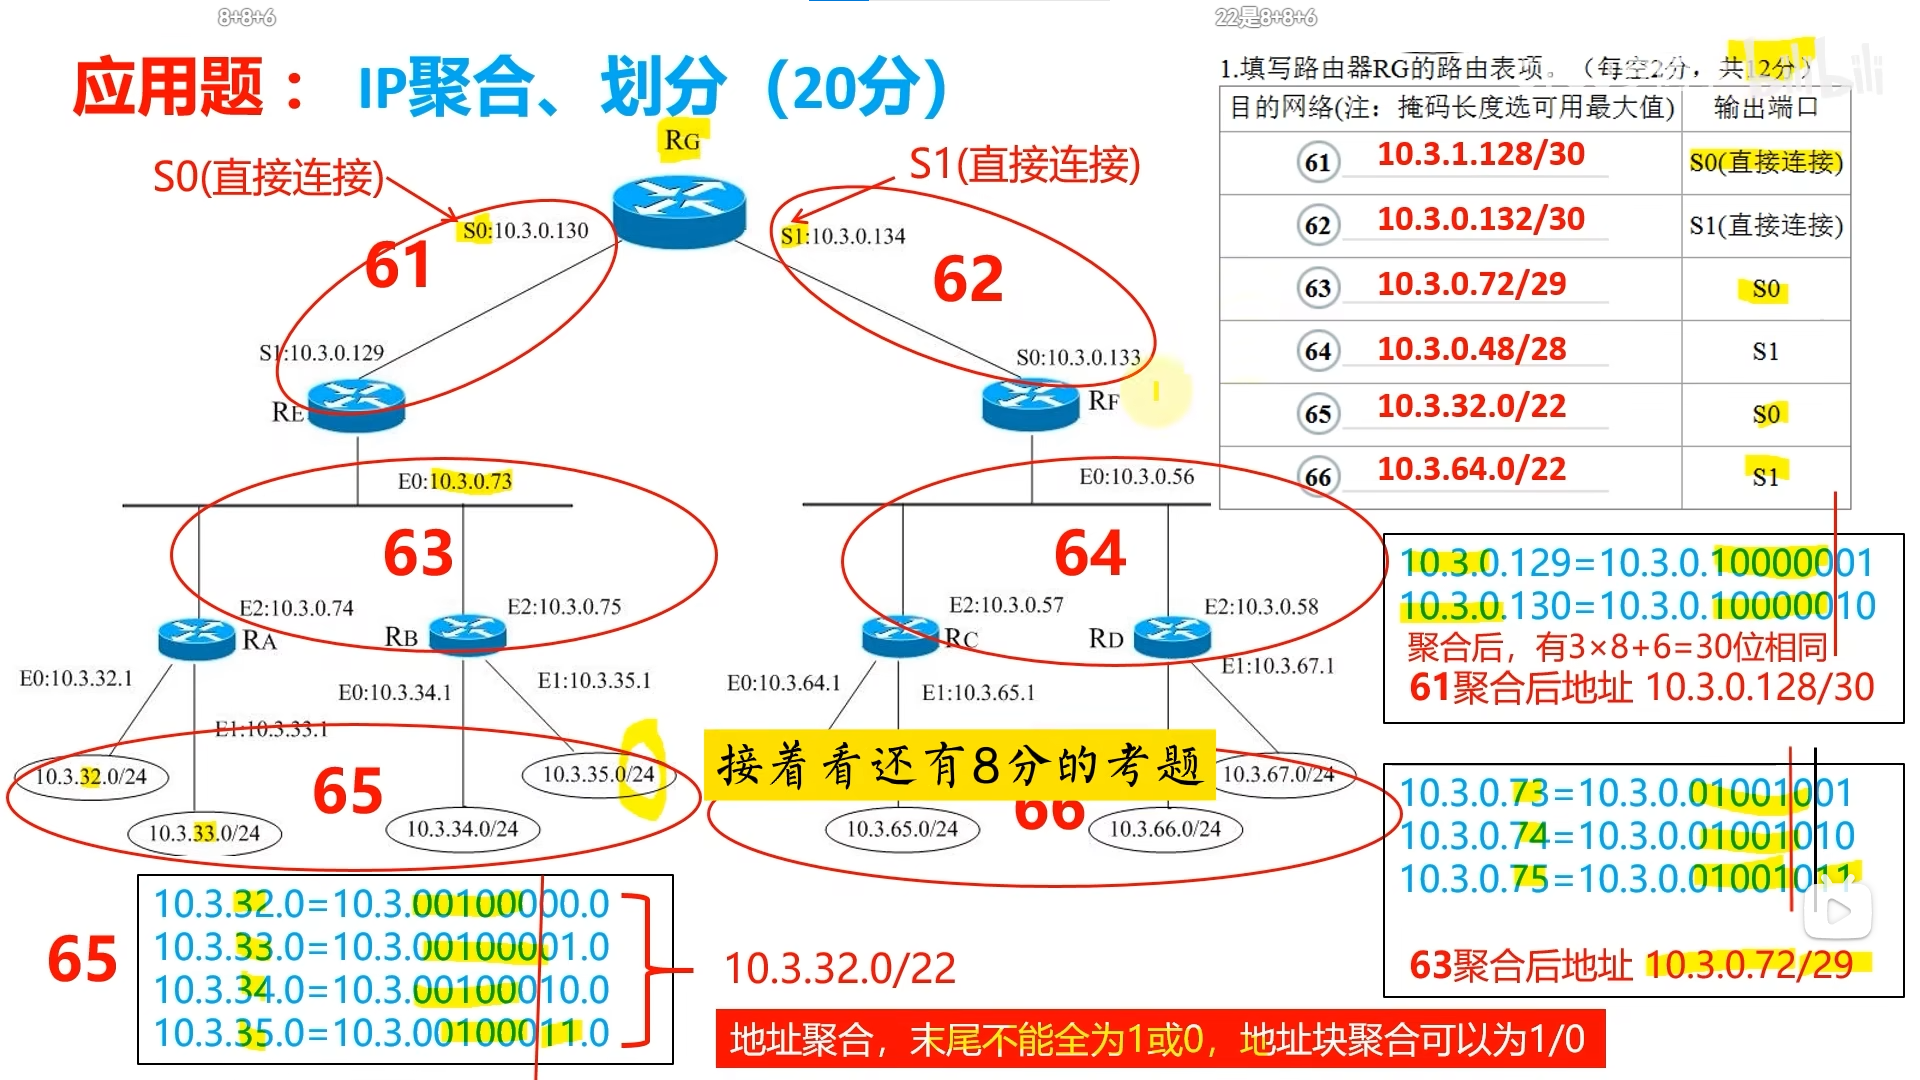 8+8+6
22是8+8+6
应用题： IP聚合、划分（20分）
RG
S0(直接连接)
S1(直接连接)
S0:10.3.0.130
S1:10.3.0.134
61
62
S1:10.3.0.129
S0:10.3.0.133
RE
RF
E0:10.3.0.73
E0:10.3.0.56
63
64
E2:10.3.0.74
E2:10.3.0.75
E2:10.3.0.57
E2:10.3.0.58
RA
RB
RC
RD
E0:10.3.32.1
E0:10.3.34.1
E1:10.3.35.1
E0:10.3.64.1
E1:10.3.65.1
E1:10.3.67.1
E1:10.3.33.1
接着看还有8分的考题
10.3.32.0/24
65
10.3.35.0/24
10.3.67.0/24
10.3.33.0/24
10.3.34.0/24
10.3.65.0/24
66
10.3.66.0/24
1.填写路由器RG的路由表项。（每空2分，共12分）
bilibili
目的网络(注：掩码长度选可用最大值) 输出端口
61 10.3.1.128/30 S0(直接连接)
62 10.3.0.132/30 S1(直接连接)
63 10.3.0.72/29 S0
64 10.3.0.48/28 S1
65 10.3.32.0/22 S0
66 10.3.64.0/22 S1
10.3.0.129=10.3.0.10000001
10.3.0.130=10.3.0.10000010
聚合后，有3×8+6=30位相同
61聚合后地址 10.3.0.128/30
10.3.0.73=10.3.0.01001001
10.3.0.74=10.3.0.01001010
10.3.0.75=10.3.0.01001011
63聚合后地址 10.3.0.72/29
65
10.3.32.0=10.3.00100000.0
10.3.33.0=10.3.00100001.0
10.3.34.0=10.3.00100010.0
10.3.35.0=10.3.00100011.0
10.3.32.0/22
地址聚合，末尾不能全为1或0，地址块聚合可以为1/0